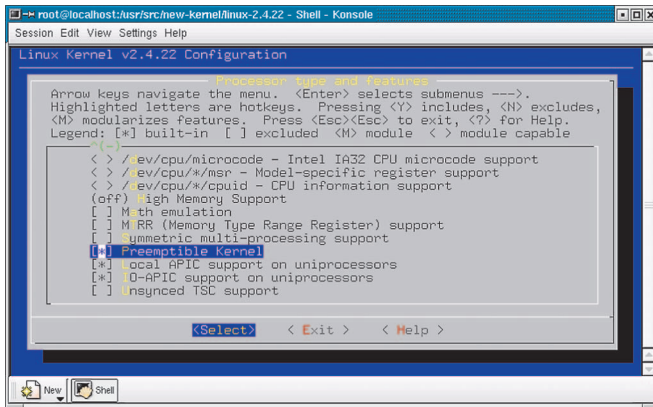 root@localhost:/usr/src/new-kernel/linux-2.4.22 - Shell - Konsole
Session Edit View Settings Help
Linux Kernel v2.4.22 Configuration
Processor type and features
Arrow keys navigate the menu. <Enter> selects submenus --->.
Highlighted letters are hotkeys. Pressing <Y> includes, <N> excludes,
<M> modularizes features. Press <Esc><Esc> to exit, <?> for Help.
Legend: [*] built-in [ ] excluded <M> module < > module capable
^(-)
< > /dev/cpu/microcode - Intel IA32 CPU microcode support
< > /dev/cpu/*/msr - Model-specific register support
< > /dev/cpu/*/cpuid - CPU information support
(off) High Memory Support
[ ] Math emulation
[ ] MTRR (Memory Type Range Register) support
[ ] Symmetric multi-processing support
[*] Preemptible Kernel
[*] Local APIC support on uniprocessors
[*] IO-APIC support on uniprocessors
[ ] Unsynced TSC support
<Select> < Exit > < Help >
New Shell